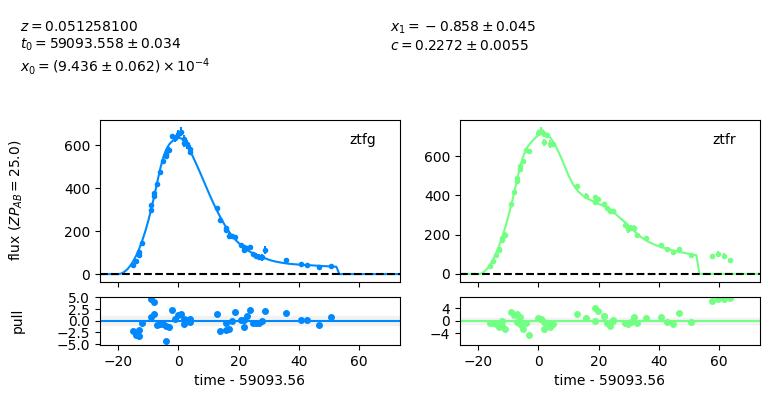 z = 0.051258100
t₀ = 59093.558 ± 0.034
x₀ = (9.436 ± 0.062) × 10⁻⁴
x₁ = −0.858 ± 0.045
c = 0.2272 ± 0.0055
flux (ZP_AB = 25.0)
600
400
200
0
ztfg
600
400
200
0
ztfr
pull
5.0
2.5
0.0
−2.5
−5.0
4
0
−4
−20 0 20 40 60
time - 59093.56
−20 0 20 40 60
time - 59093.56